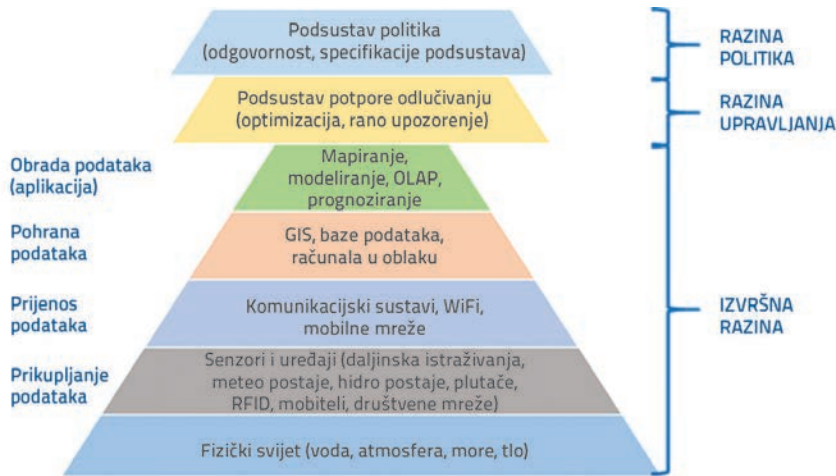 Podsustav politika
(odgovornost, specifikacije podsustava)
RAZINA
POLITIKA
Podsustav potpore odlučivanju
(optimizacija, rano upozorenje)
RAZINA
UPRAVLJANJA
Obrada podataka
(aplikacija)
Mapiranje,
modeliranje, OLAP,
prognoziranje
Pohrana
podataka
GIS, baze podataka,
računala u oblaku
Prijenos
podataka
Komunikacijski sustavi, WiFi,
mobilne mreže
IZVRŠNA
RAZINA
Prikupljanje
podataka
Senzori i uređaji (daljinska istraživanja,
meteo postaje, hidro postaje, plutače,
RFID, mobiteli, društvene mreže)
Fizički svijet (voda, atmosfera, more, tlo)